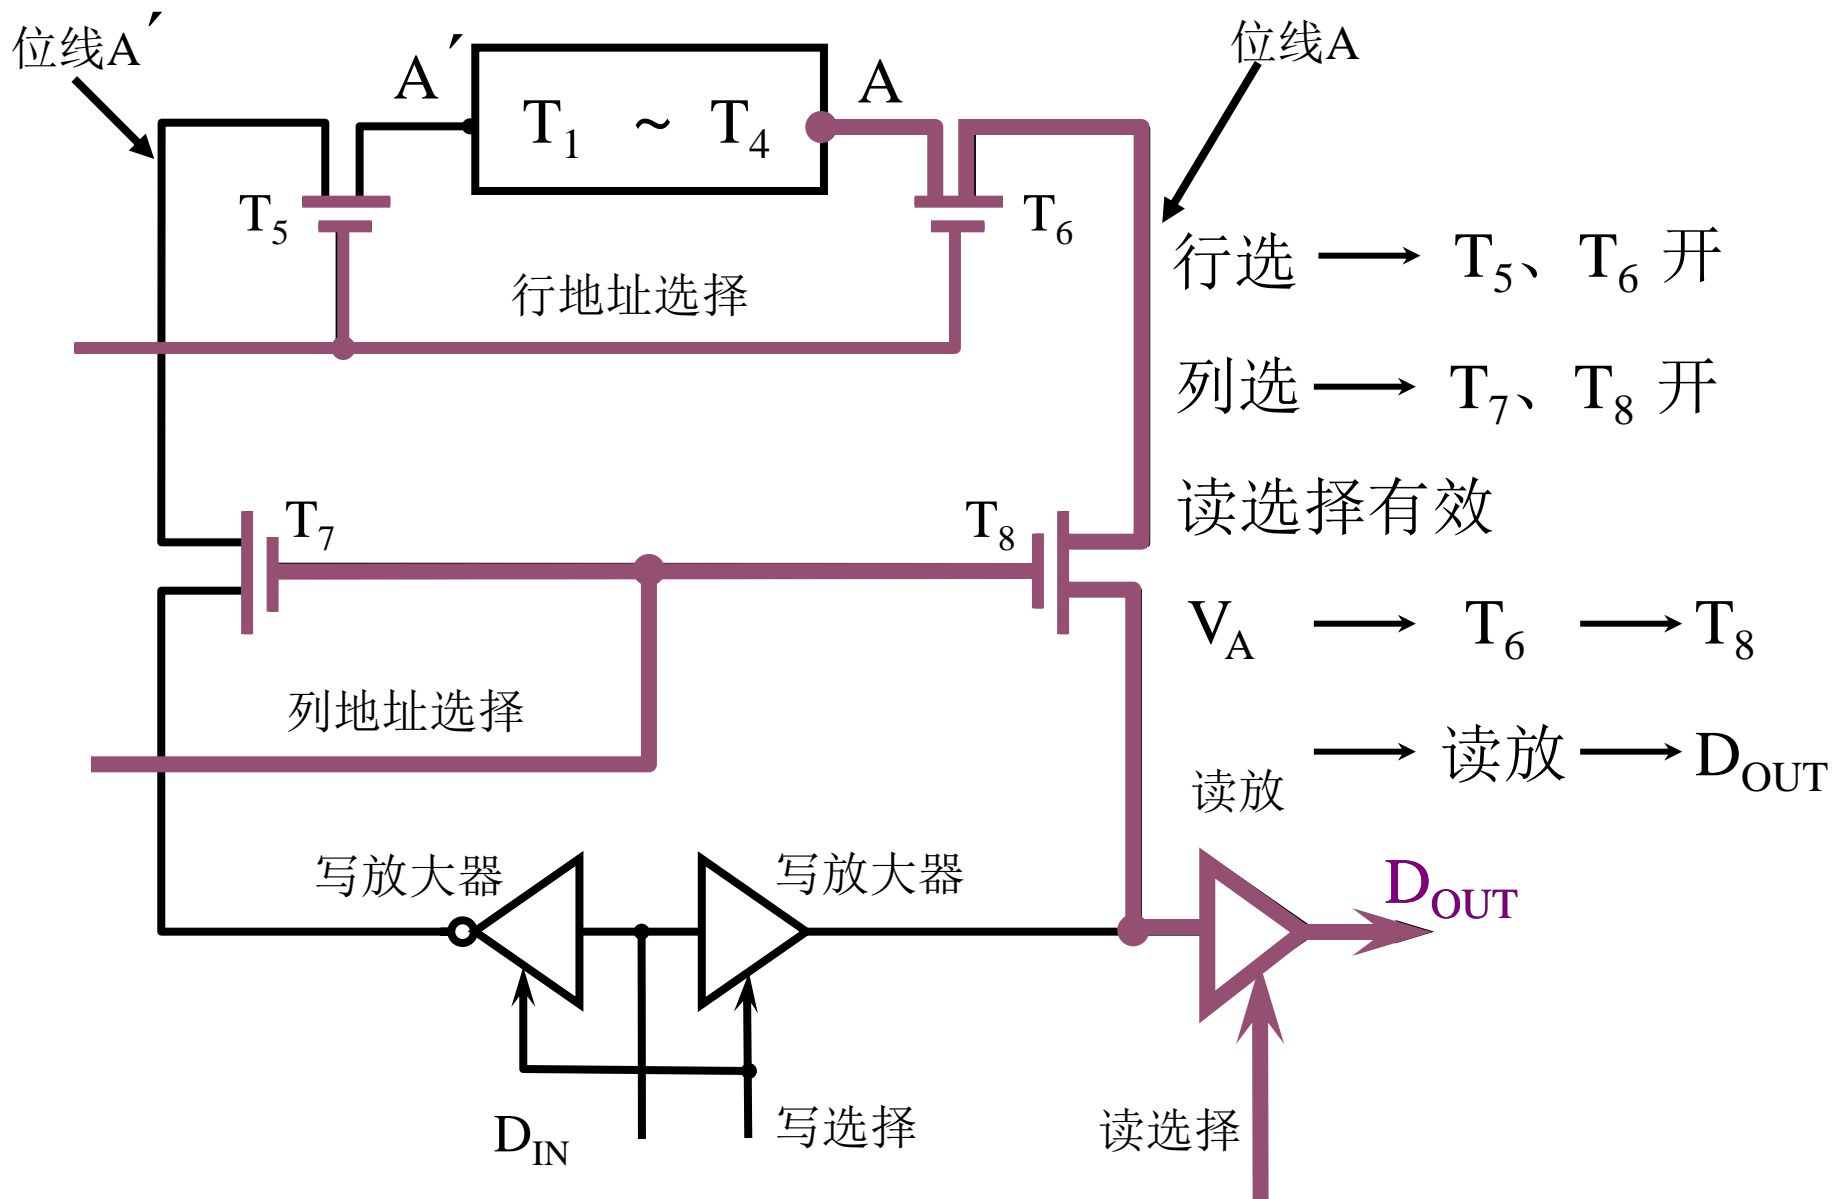 位线A′
位线A
A′
T1 ~ T4
A
T5
T6
行地址选择
行选 → T5、T6 开
列选 → T7、T8 开
读选择有效
T7
T8
VA → T6 → T8
列地址选择
→ 读放 → DOUT
读放
写放大器
写放大器
DOUT
DIN
写选择
读选择